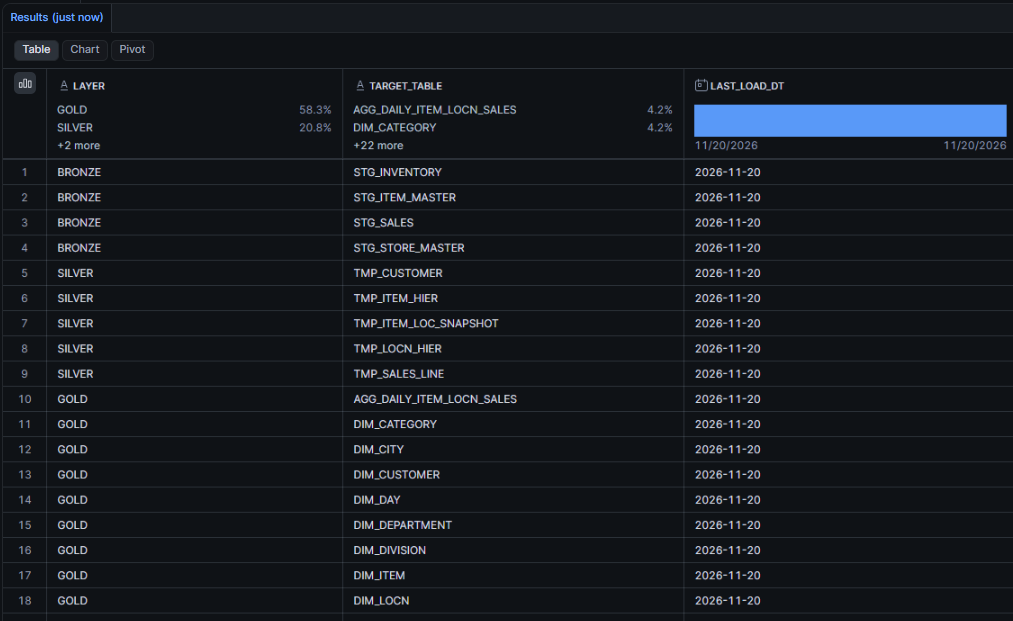 Results (just now)
Table Chart Pivot
LAYER TARGET_TABLE LAST_LOAD_DT
GOLD 58.3% AGG_DAILY_ITEM_LOCN_SALES 4.2%
SILVER 20.8% DIM_CATEGORY 4.2%
+2 more +22 more 11/20/2026 11/20/2026
1 BRONZE STG_INVENTORY 2026-11-20
2 BRONZE STG_ITEM_MASTER 2026-11-20
3 BRONZE STG_SALES 2026-11-20
4 BRONZE STG_STORE_MASTER 2026-11-20
5 SILVER TMP_CUSTOMER 2026-11-20
6 SILVER TMP_ITEM_HIER 2026-11-20
7 SILVER TMP_ITEM_LOC_SNAPSHOT 2026-11-20
8 SILVER TMP_LOCN_HIER 2026-11-20
9 SILVER TMP_SALES_LINE 2026-11-20
10 GOLD AGG_DAILY_ITEM_LOCN_SALES 2026-11-20
11 GOLD DIM_CATEGORY 2026-11-20
12 GOLD DIM_CITY 2026-11-20
13 GOLD DIM_CUSTOMER 2026-11-20
14 GOLD DIM_DAY 2026-11-20
15 GOLD DIM_DEPARTMENT 2026-11-20
16 GOLD DIM_DIVISION 2026-11-20
17 GOLD DIM_ITEM 2026-11-20
18 GOLD DIM_LOCN 2026-11-20